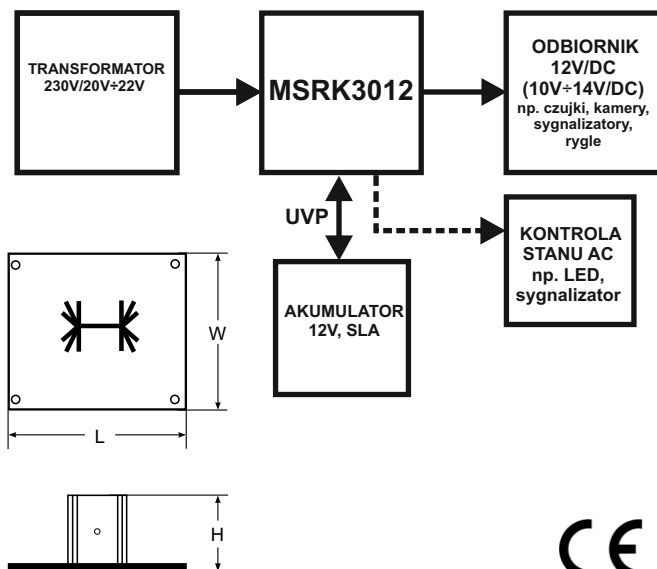 TRANSFORMATOR
230V/20V÷22V
MSRK3012
ODBIORNIK
12V/DC
(10V÷14V/DC)
np. czujki, kamery,
sygnalizatory,
rygle
UVP
KONTROLA
STANU AC
np. LED,
sygnalizator
AKUMULATOR
12V, SLA
W
L
H
CE